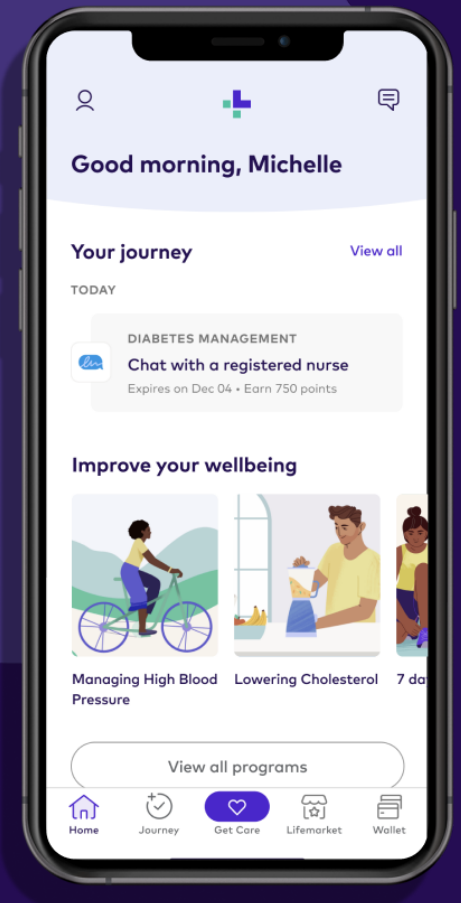 Good morning, Michelle
Your journey
View all
TODAY
DIABETES MANAGEMENT
Chat with a registered nurse
Expires on Dec 04 • Earn 750 points
Improve your wellbeing
Managing High Blood
Pressure
Lowering Cholesterol
7 da
View all programs
Home
Journey
Get Care
Lifemarket
Wallet